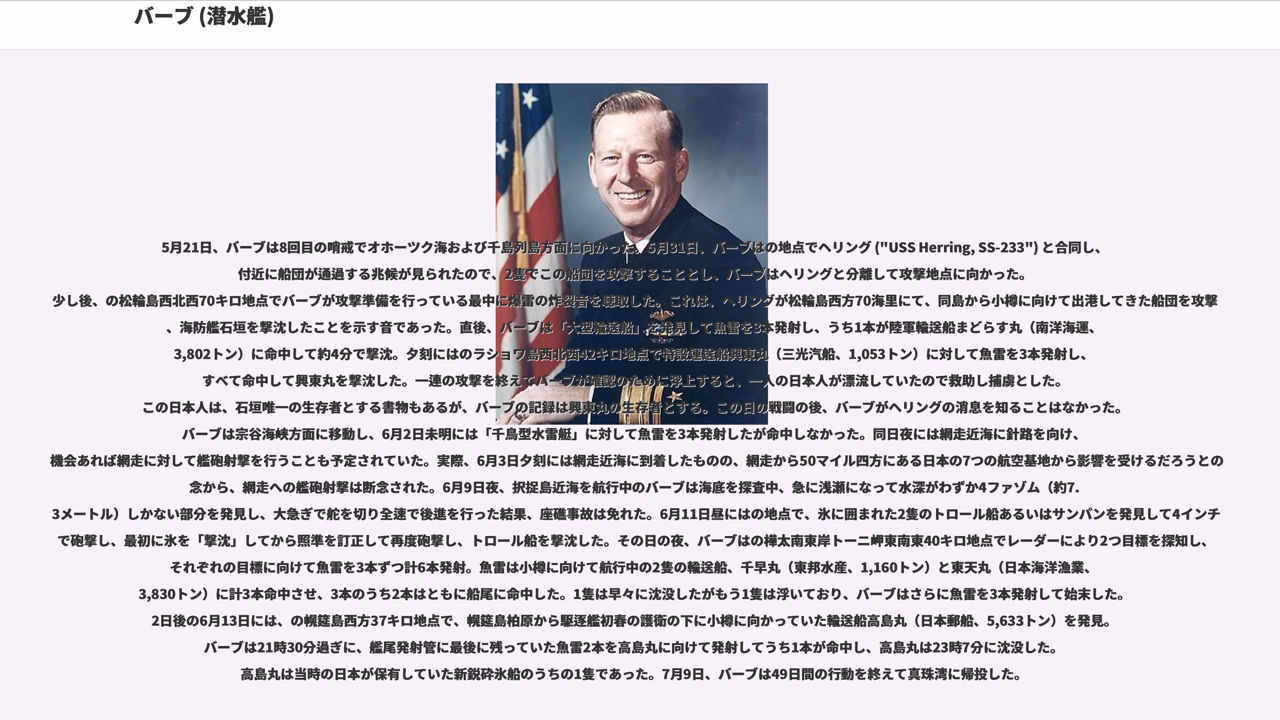 バーブ (潜水艦)
5月21日、バーブは8回目の哨戒でオホーツク海および千島列島方面に向かった。5月31日、バーブはの地点でヘリング ("USS Herring, SS-233") と合同し、
付近に船団が通過する兆候が見られたので、2隻でこの船団を攻撃することとし、バーブはヘリングと分離して攻撃地点に向かった。
少し後、の松輪島西北西70キロ地点でバーブが攻撃準備を行っている最中に爆雷の炸裂音を聴取した。これは、ヘリングが松輪島西方70海里にて、同島から小樽に向けて出港してきた船団を攻撃
、海防艦石垣を撃沈したことを示す音であった。直後、バーブは「大型輸送船」を発見して魚雷を3本発射し、うち1本が陸軍輸送船まどらす丸（南洋海運、
3,802トン）に命中して約4分で撃沈。夕刻にはのラショワ島西北西42キロ地点で特設運送船興東丸（三光汽船、1,053トン）に対して魚雷を3本発射し、
すべて命中して興東丸を撃沈した。一連の攻撃を終えてバーブが確認のために浮上すると、一人の日本人が漂流していたので救助し捕虜とした。
この日本人は、石垣唯一の生存者とする書物もあるが、バーブの記録は興東丸の生存者とする。この日の戦闘の後、バーブがヘリングの消息を知ることはなかった。
バーブは宗谷海峡方面に移動し、6月2日未明には「千鳥型水雷艇」に対して魚雷を3本発射したが命中しなかった。同日夜には網走近海に針路を向け、
機会あれば網走に対して艦砲射撃を行うことも予定されていた。実際、6月3日夕刻には網走近海に到着したものの、網走から50マイル四方にある日本の7つの航空基地から影響を受けるだろうとの
念から、網走への艦砲射撃は断念された。6月9日夜、択捉島近海を航行中のバーブは海底を探査中、急に浅瀬になって水深がわずか4ファゾム（約7.
3メートル）しかない部分を発見し、大急ぎで舵を切り全速で後進を行った結果、座礁事故は免れた。6月11日昼にはの地点で、氷に囲まれた2隻のトロール船あるいはサンパンを発見して4インチ
で砲撃し、最初に氷を「撃沈」してから照準を訂正して再度砲撃し、トロール船を撃沈した。その日の夜、バーブはの樺太南東岸トーニ岬東南東40キロ地点でレーダーにより2つ目標を探知し、
それぞれの目標に向けて魚雷を3本ずつ計6本発射。魚雷は小樽に向けて航行中の2隻の輸送船、千早丸（東邦水産、1,160トン）と東天丸（日本海洋漁業、
3,830トン）に計3本命中させ、3本のうち2本はともに船尾に命中した。1隻は早々に沈没したがもう1隻は浮いており、バーブはさらに魚雷を3本発射して始末した。
2日後の6月13日には、の幌筵島西方37キロ地点で、幌筵島柏原から駆逐艦初春の護衛の下に小樽に向かっていた輸送船高島丸（日本郵船、5,633トン）を発見。
バーブは21時30分過ぎに、艦尾発射管に最後に残っていた魚雷2本を高島丸に向けて発射してうち1本が命中し、高島丸は23時7分に沈没した。
高島丸は当時の日本が保有していた新鋭砕氷船のうちの1隻であった。7月9日、バーブは49日間の行動を終えて真珠湾に帰投した。